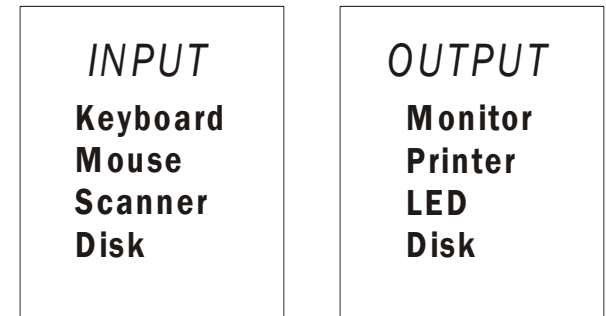 INPUT
Keyboard
Mouse
Scanner
Disk
OUTPUT
Monitor
Printer
LED
Disk